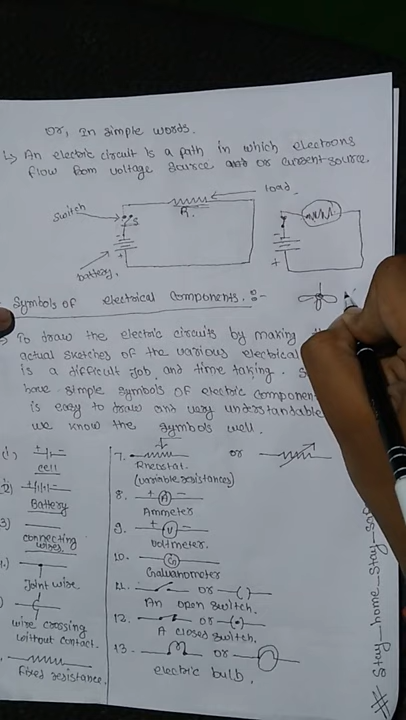 Or, In simple words.
↳ An electric circuit is a path in which electrons
flow from voltage source or current source
load.
Switch
S
R.
battery.
+
+
Symbols of electrical components. :-
To draw the electric circuits by making
actual sketches of the various electrical
is a difficult job, and time taking.
have simple symbols of electric component
is easy to draw and very understandable
we know the symbols well.
(i) + -
cell
(ii) + -
Battery
3)
connecting
wires.
Joint wire
wire crossing
without contact.
Fixed resistance.
7. or
Rheostat.
(variable resistances)
8. + A -
Ammeter
9. + V -
Voltmeter.
10. G
Galvanometer
11. or ( )
An open switch.
12. or (•)
A closed switch.
13. or
electric bulb.
# Stay_home_Stay_